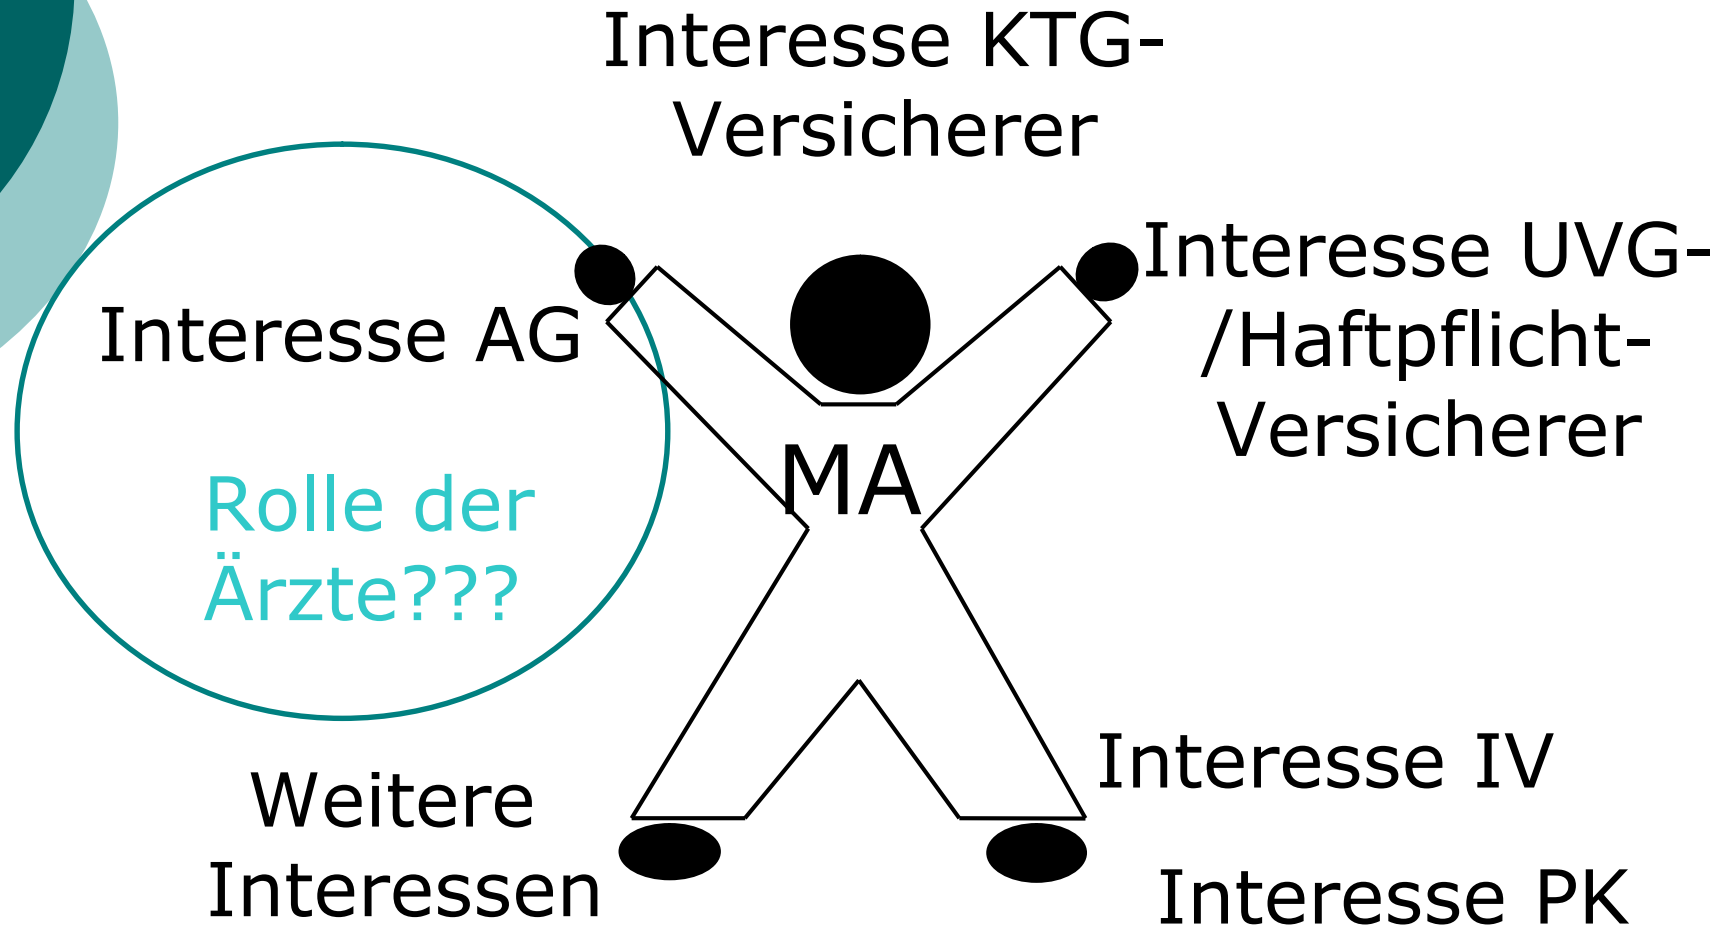 Interesse KTG-
Versicherer
Interesse UVG-
/Haftpflicht-
Versicherer
Interesse AG
MA
Rolle der
Ärzte???
Interesse IV
Weitere
Interessen
Interesse PK